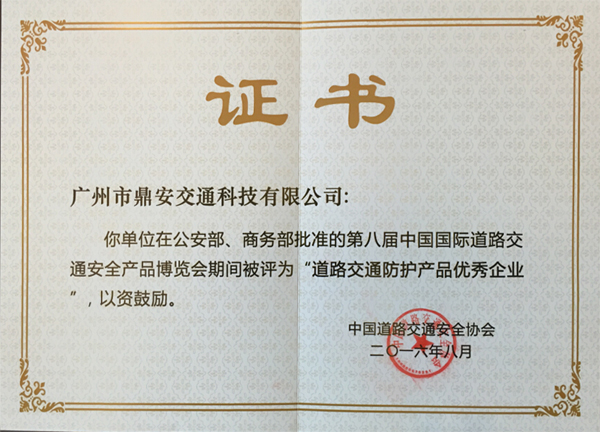 证书
广州市鼎安交通科技有限公司：
你单位在公安部、商务部批准的第八届中国国际道路交
通安全产品博览会期间被评为“道路交通防护产品优秀企业
”，以资鼓励。
中国道路交通安全协会
二〇一六年八月